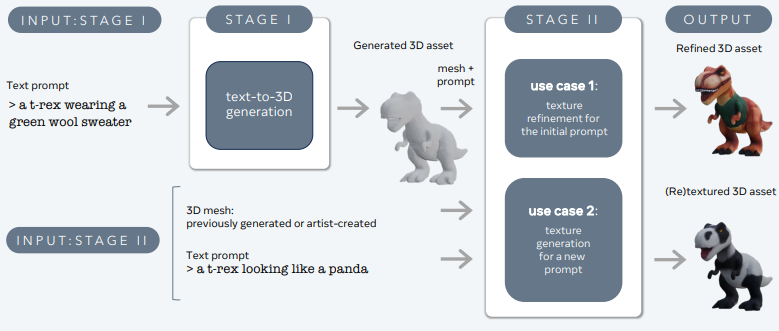 INPUT:STAGE I
STAGE I
STAGE II
OUTPUT
Generated 3D asset
Refined 3D asset
Text prompt
> a t-rex wearing a
green wool sweater
text-to-3D
generation
mesh +
prompt
use case 1:
texture
refinement for
the initial prompt
INPUT:STAGE II
3D mesh:
previously generated or artist-created
Text prompt
> a t-rex looking like a panda
use case 2:
texture
generation
for a new
prompt
(Re)textured 3D asset